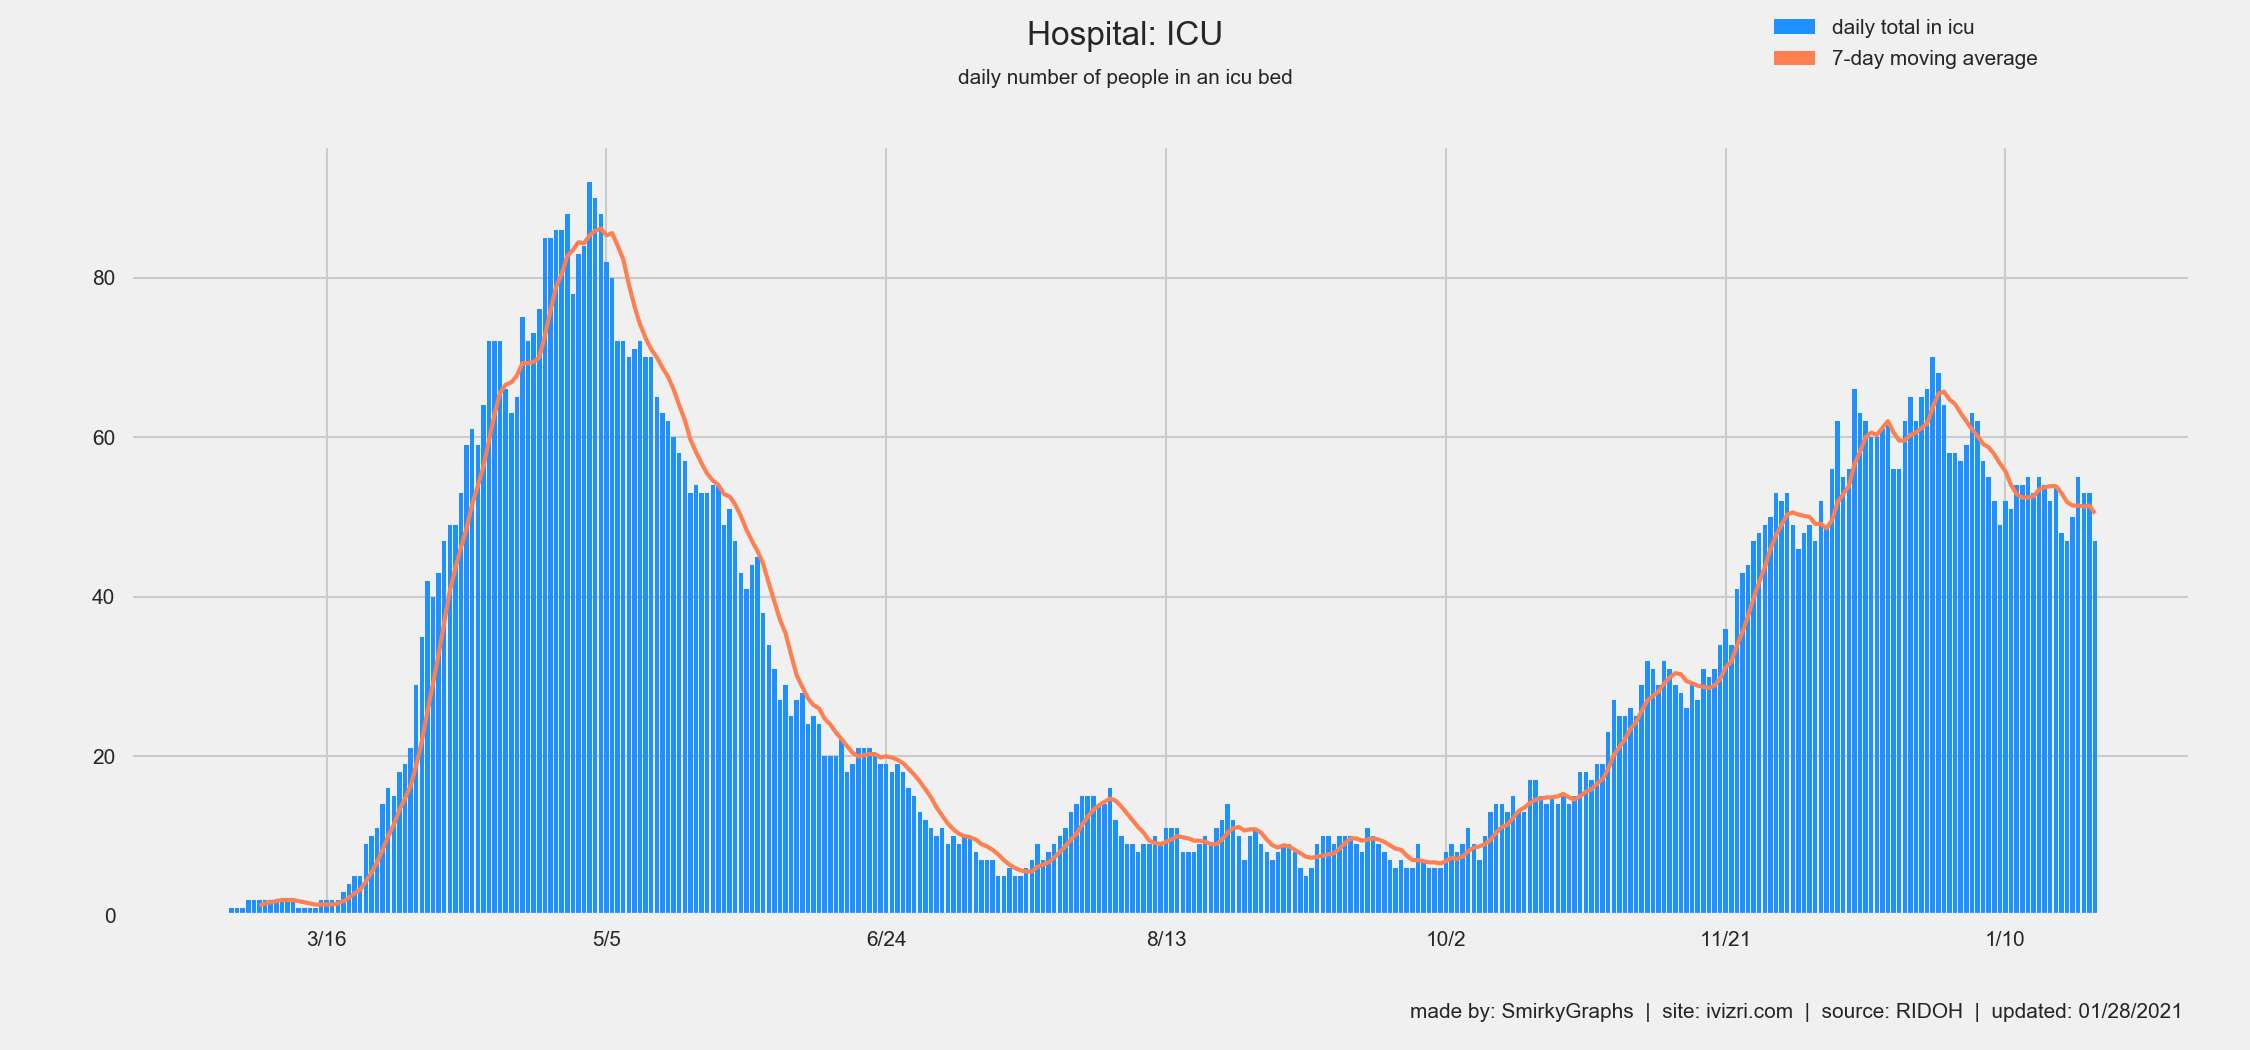 Hospital: ICU
daily number of people in an icu bed
daily total in icu
7-day moving average
80
60
40
20
0
3/16 5/5 6/24 8/13 10/2 11/21 1/10
made by: SmirkyGraphs | site: ivizri.com | source: RIDOH | updated: 01/28/2021